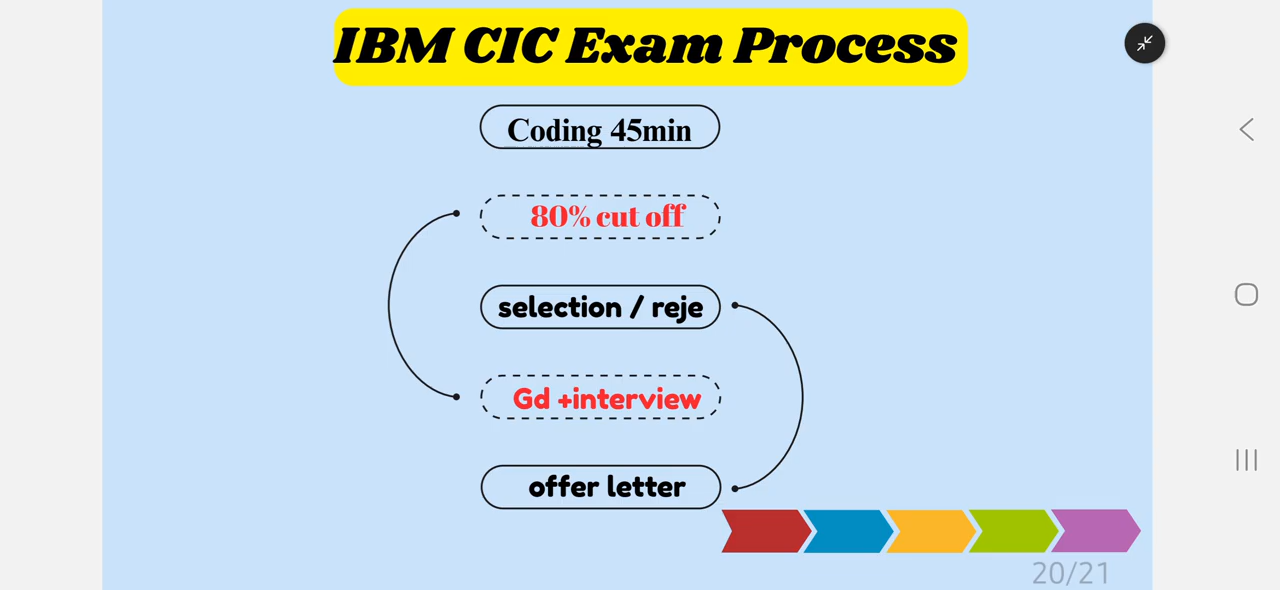 IBM CIC Exam Process
Coding 45min
80% cut off
selection / reje
Gd +interview
offer letter
20/21